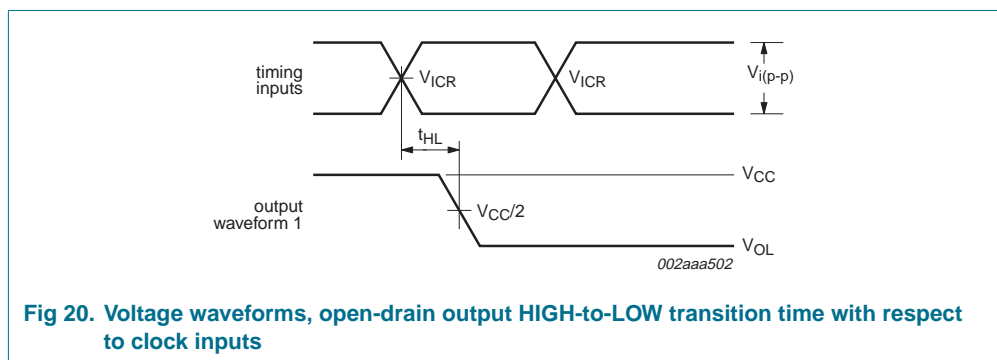 timing
inputs
VICR
VICR
Vi(p-p)
tHL
VCC
output
waveform 1
VCC/2
VOL
002aaa502
Fig 20. Voltage waveforms, open-drain output HIGH-to-LOW transition time with respect
to clock inputs